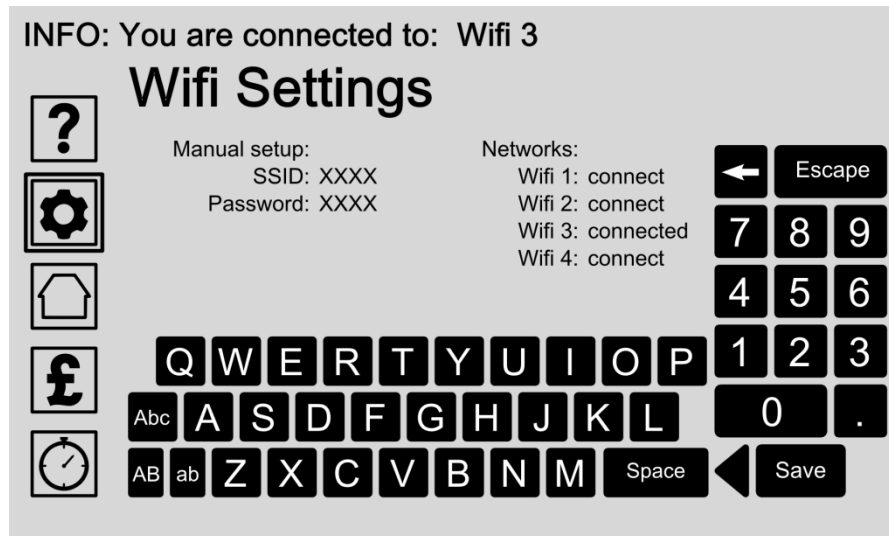 INFO: You are connected to: Wifi 3
Wifi Settings
?
£
Manual setup:
SSID: XXXX
Password: XXXX
Networks:
Wifi 1: connect
Wifi 2: connect
Wifi 3: connected
Wifi 4: connect
Escape
7 8 9
4 5 6
1 2 3
0 .
Q W E R T Y U I O P
Abc A S D F G H J K L
AB ab Z X C V B N M Space
Save